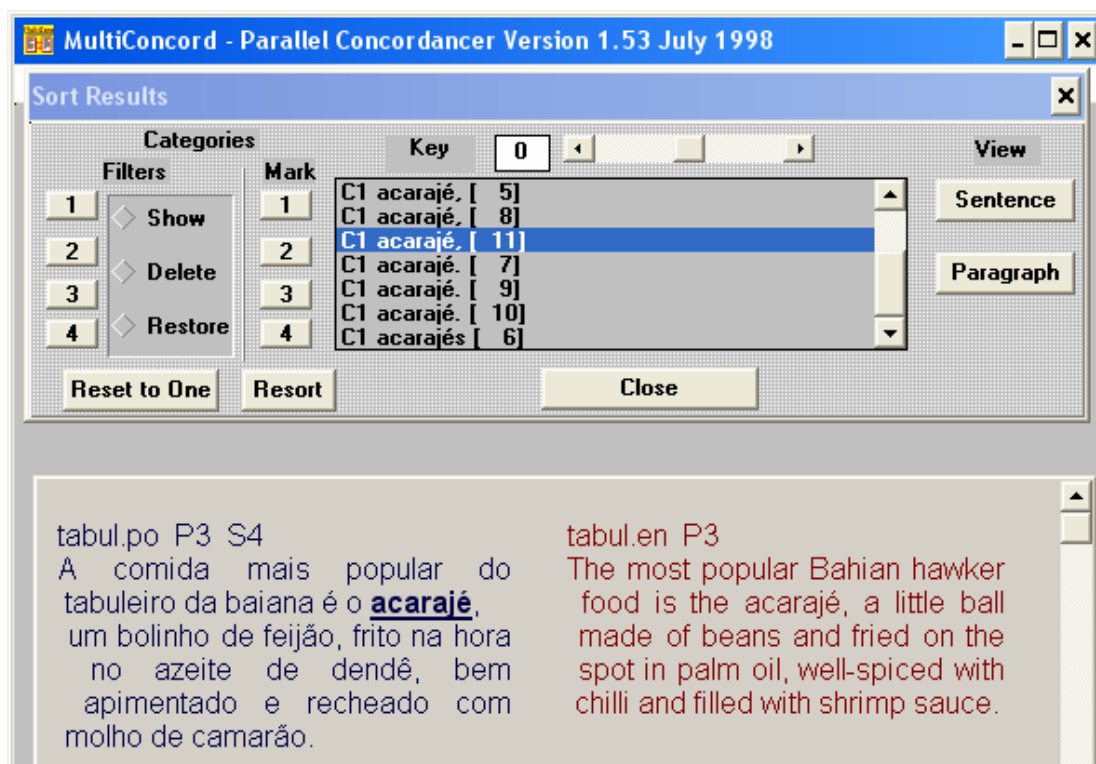 MultiConcord - Parallel Concordancer Version 1.53 July 1998
Sort Results
Categories
Key 0
View
Filters
Mark
1
Show
1
2
Delete
2
3
3
4
Restore
4
C1 acarajé, [ 5]
C1 acarajé, [ 8]
C1 acarajé, [ 11]
C1 acarajé. [ 7]
C1 acarajé. [ 9]
C1 acarajé. [ 10]
C1 acarajés [ 6]
Sentence
Paragraph
Reset to One
Resort
Close
tabul.po P3 S4
A comida mais popular do
tabuleiro da baiana é o acarajé,
um bolinho de feijão, frito na hora
no azeite de dendê, bem
apimentado e recheado com
molho de camarão.
tabul.en P3
The most popular Bahian hawker
food is the acarajé, a little ball
made of beans and fried on the
spot in palm oil, well-spiced with
chilli and filled with shrimp sauce.